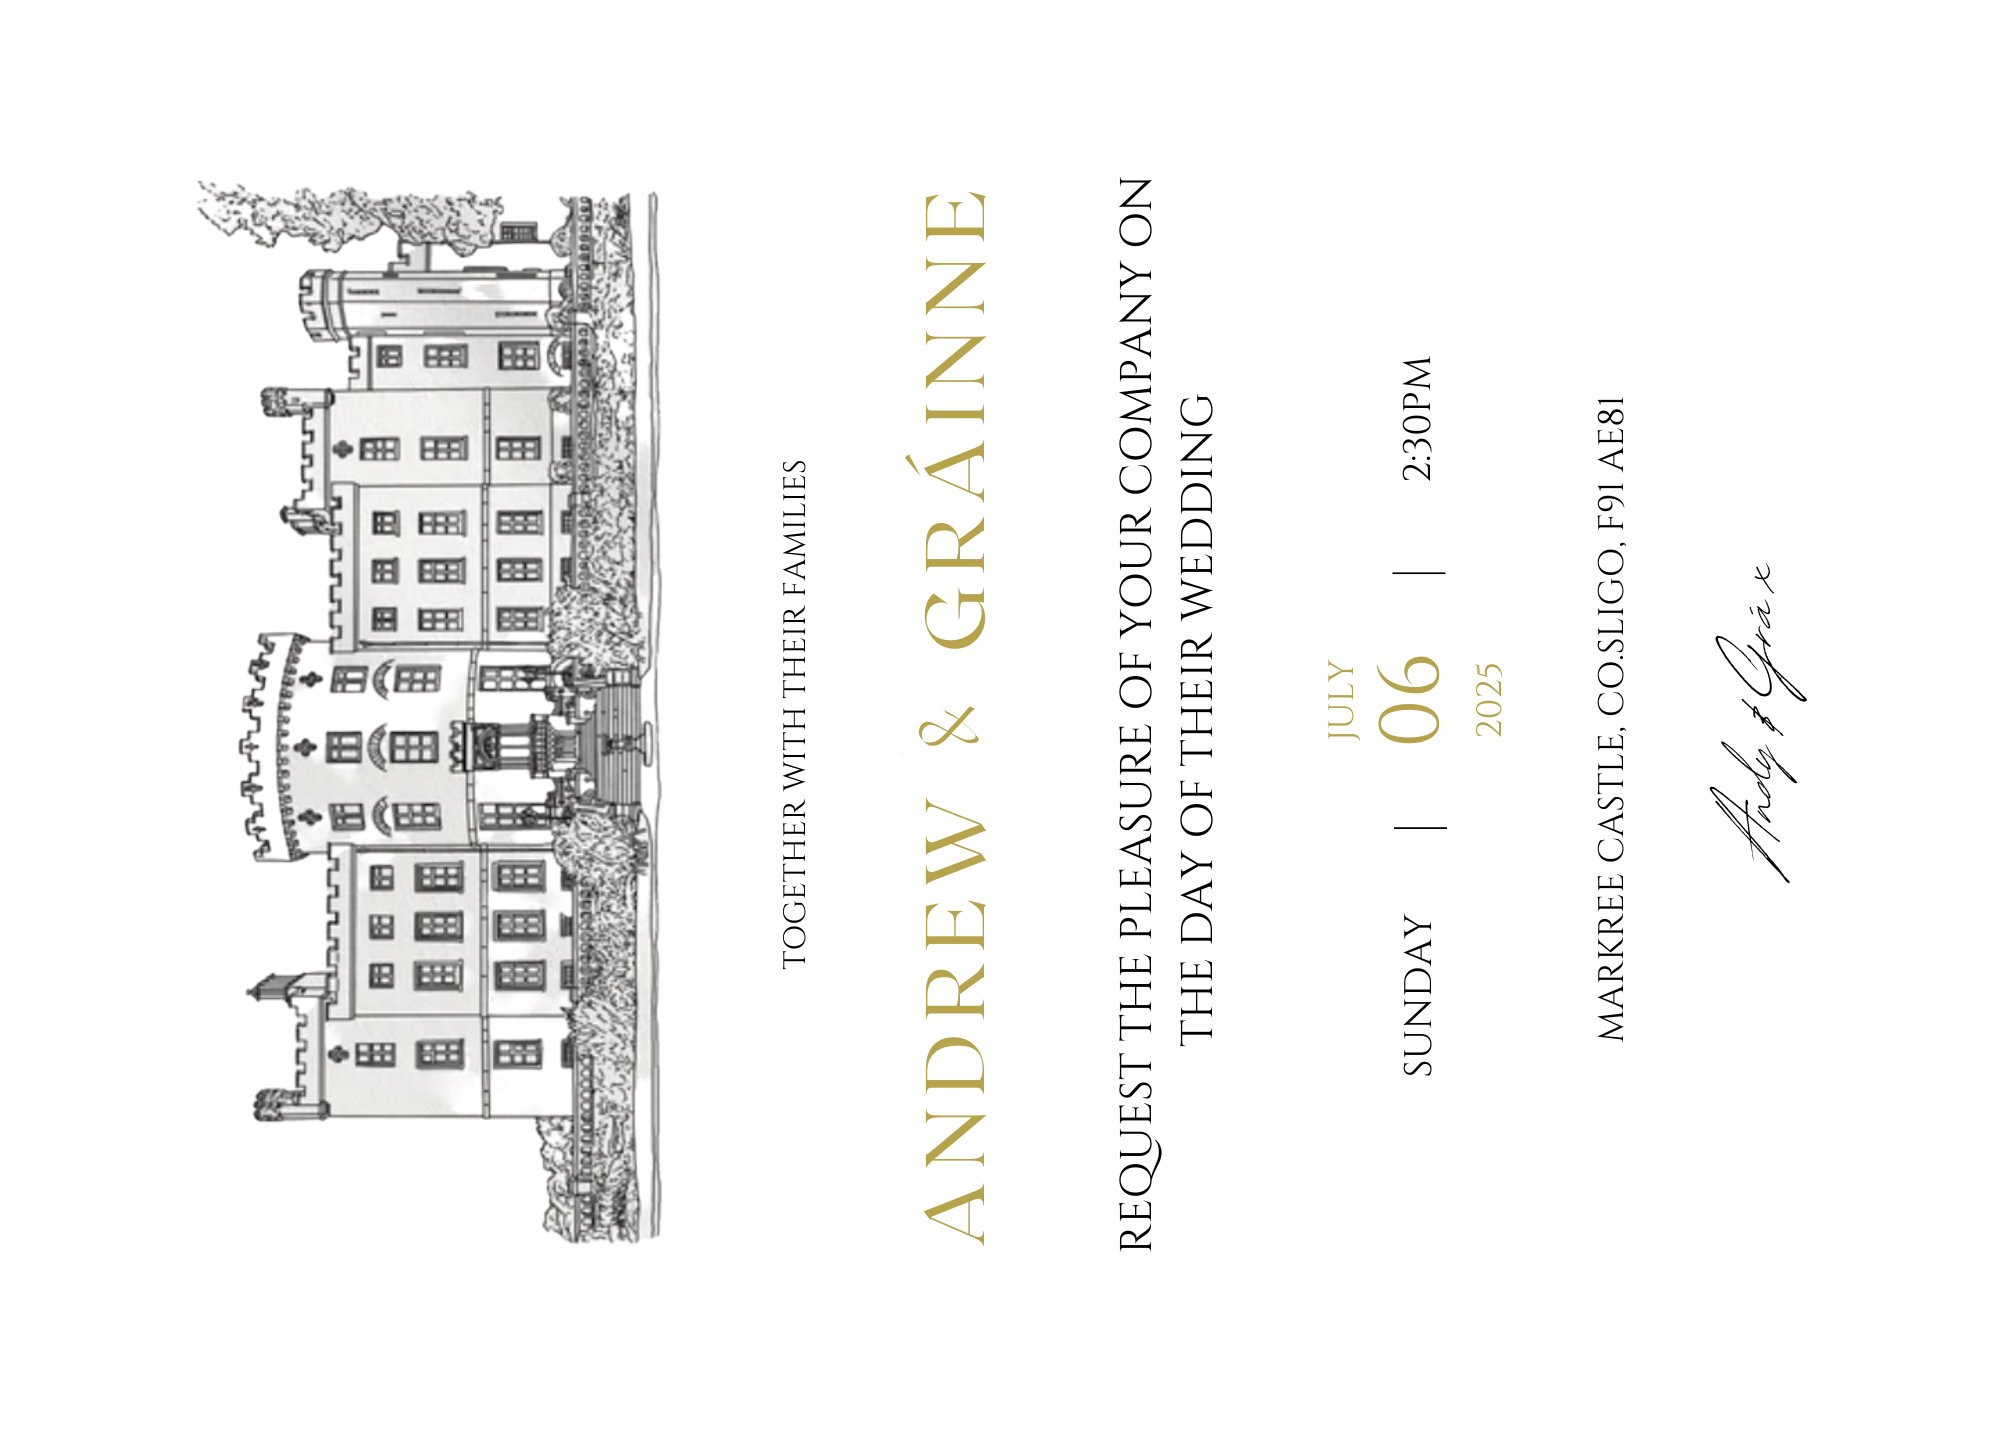 TOGETHER WITH THEIR FAMILIES
ANDREW & GRÁINNE
REQUEST THE PLEASURE OF YOUR COMPANY ON
THE DAY OF THEIR WEDDING
JULY
SUNDAY | 06 | 2:30PM
2025
MARKREE CASTLE, CO.SLIGO, F91 AE81
Andy & Grá x